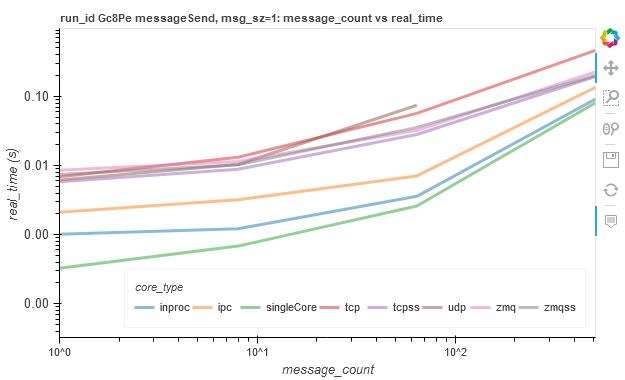 run_id Gc8Pe messageSend, msg_sz=1: message_count vs real_time
real_time (s)
0.10
0.01
0.00
0.00
core_type
inproc ipc singleCore tcp tcpss udp zmq zmqss
10^0 10^1 10^2
message_count